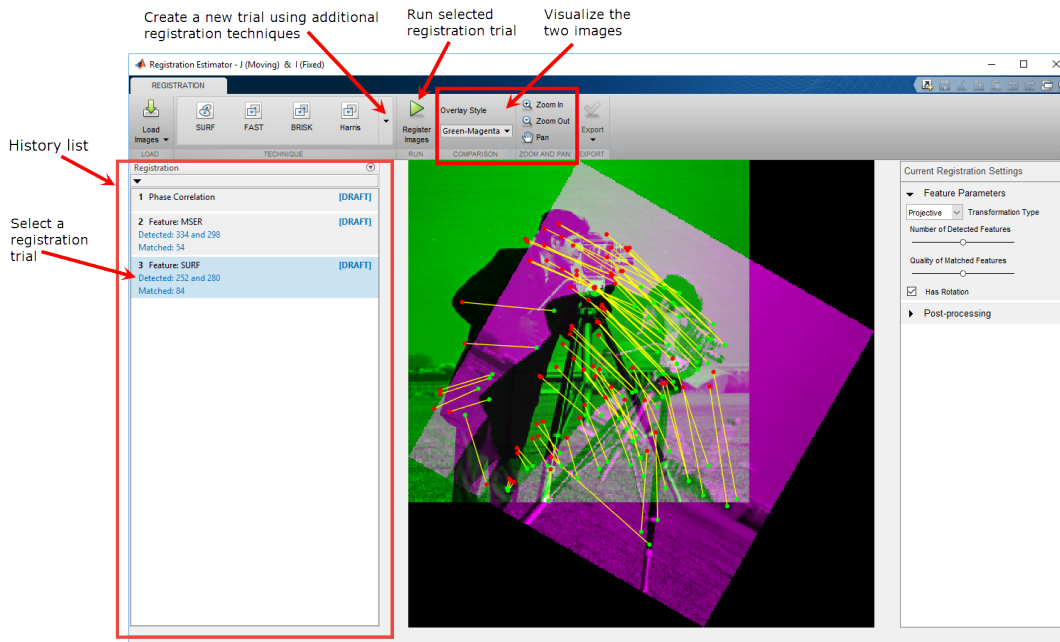 Create a new trial using additional
registration techniques
Run selected
registration trial
Visualize the
two images
Registration Estimator - J (Moving) & I (Fixed)
REGISTRATION
Load
Images
SURF
FAST
BRISK
Harris
Register
Images
Overlay Style
Green-Magenta
Zoom In
Zoom Out
Pan
Export
LOAD
TECHNIQUE
RUN
COMPARISON
ZOOM AND PAN
EXPORT
History list
Select a
registration
trial
Registration
1 Phase Correlation [DRAFT]
2 Feature: MSER [DRAFT]
Detected: 334 and 298
Matched: 54
3 Feature: SURF [DRAFT]
Detected: 252 and 280
Matched: 84
Current Registration Settings
Feature Parameters
Projective Transformation Type
Number of Detected Features
Quality of Matched Features
Has Rotation
Post-processing